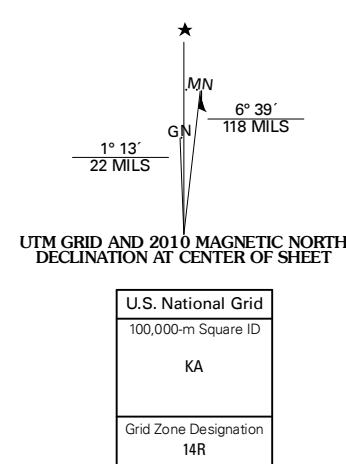 ★
MN
6° 39´
118 MILS
GN
1° 13´
22 MILS
UTM GRID AND 2010 MAGNETIC NORTH
DECLINATION AT CENTER OF SHEET
U.S. National Grid
100,000-m Square ID
KA
Grid Zone Designation
14R